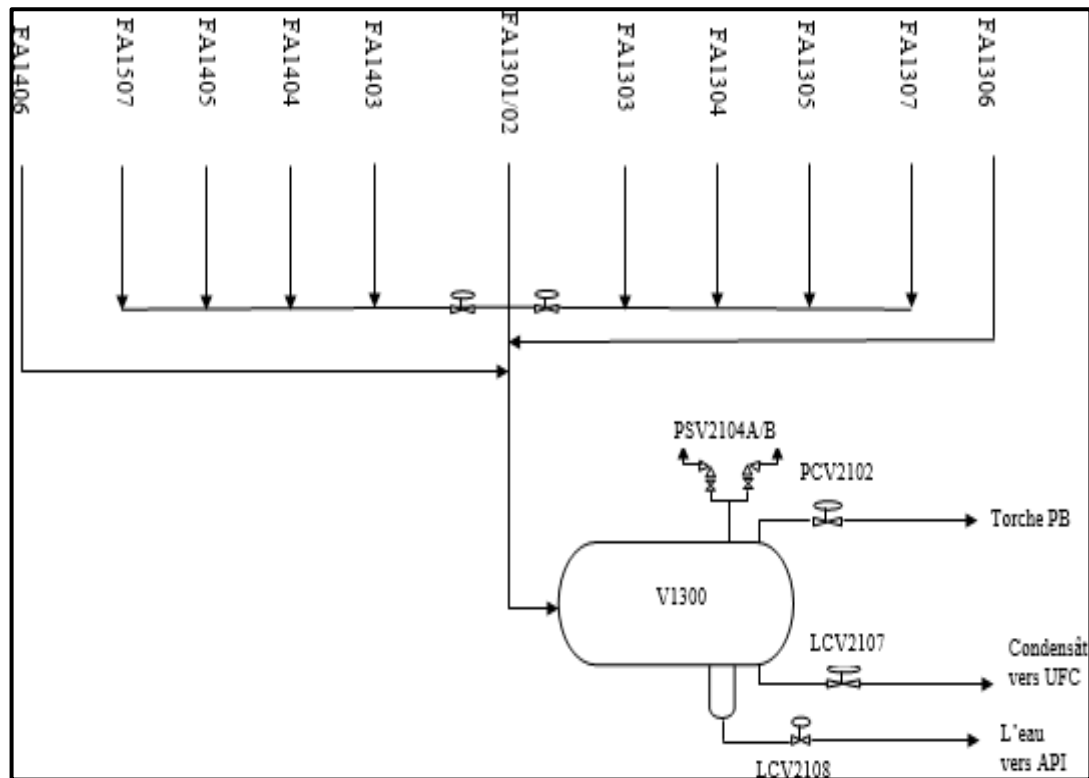 FA1406
FA1507
FA1405
FA1404
FA1403
FA1301/02
FA1303
FA1304
FA1305
FA1307
FA1306
PSV2104A/B
PCV2102
Torche PB
V1300
LCV2107
Condensât
vers UFC
L'eau
vers API
LCV2108